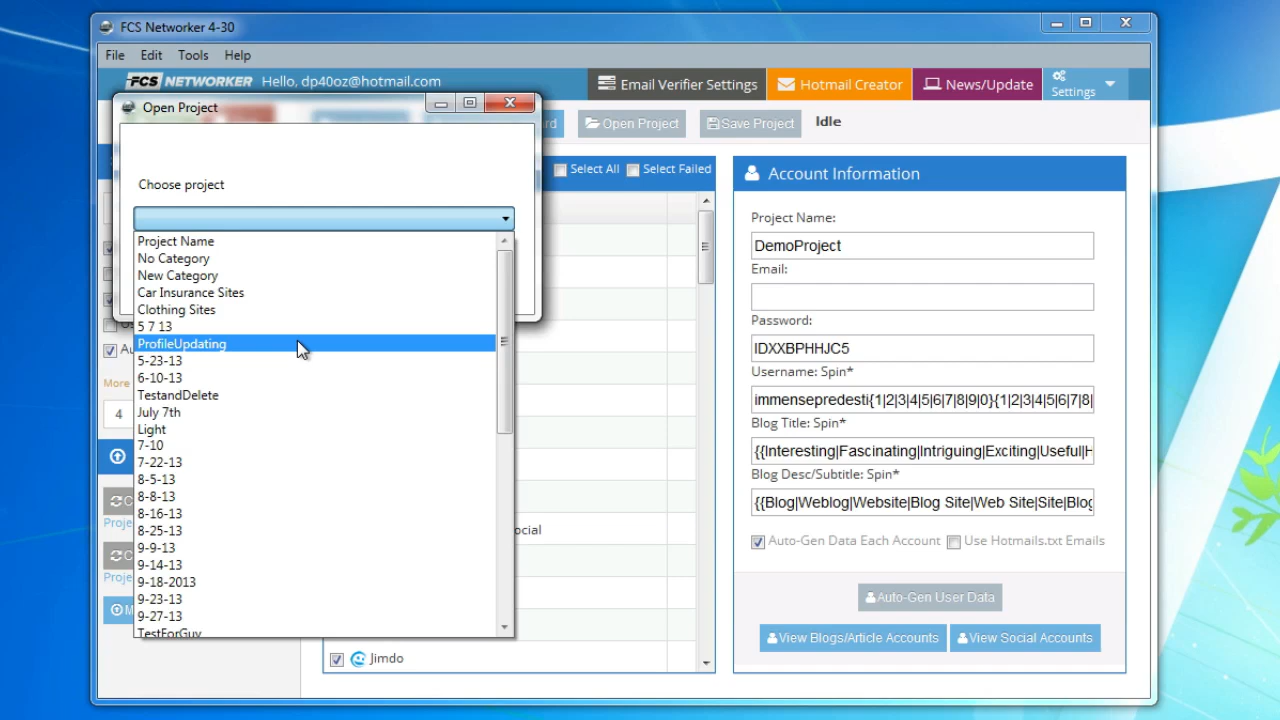 FCS Networker 4-30
File Edit Tools Help
FCS NETWORKER Hello, dp40oz@hotmail.com
Email Verifier Settings
Hotmail Creator
News/Update
Settings
Open Project
Open Project
Save Project
Idle
Choose project
Project Name
No Category
New Category
Car Insurance Sites
Clothing Sites
5 7 13
ProfileUpdating
5-23-13
6-10-13
TestandDelete
July 7th
Light
7-10
7-22-13
8-5-13
8-8-13
8-16-13
8-25-13
9-9-13
9-14-13
9-18-2013
9-23-13
9-27-13
TestForGuy
More
4
Select All
Select Failed
ocial
Jimdo
Account Information
Project Name:
DemoProject
Email:
Password:
IDXXBPHHJC5
Username: Spin*
immensepredesti{1|2|3|4|5|6|7|8|9|0}{1|2|3|4|5|6|7|8|
Blog Title: Spin*
{{Interesting|Fascinating|Intriguing|Exciting|Useful|H
Blog Desc/Subtitle: Spin*
{{Blog|Weblog|Website|Blog Site|Web Site|Site|Blog
Auto-Gen Data Each Account
Use Hotmails.txt Emails
Auto-Gen User Data
View Blogs/Article Accounts
View Social Accounts